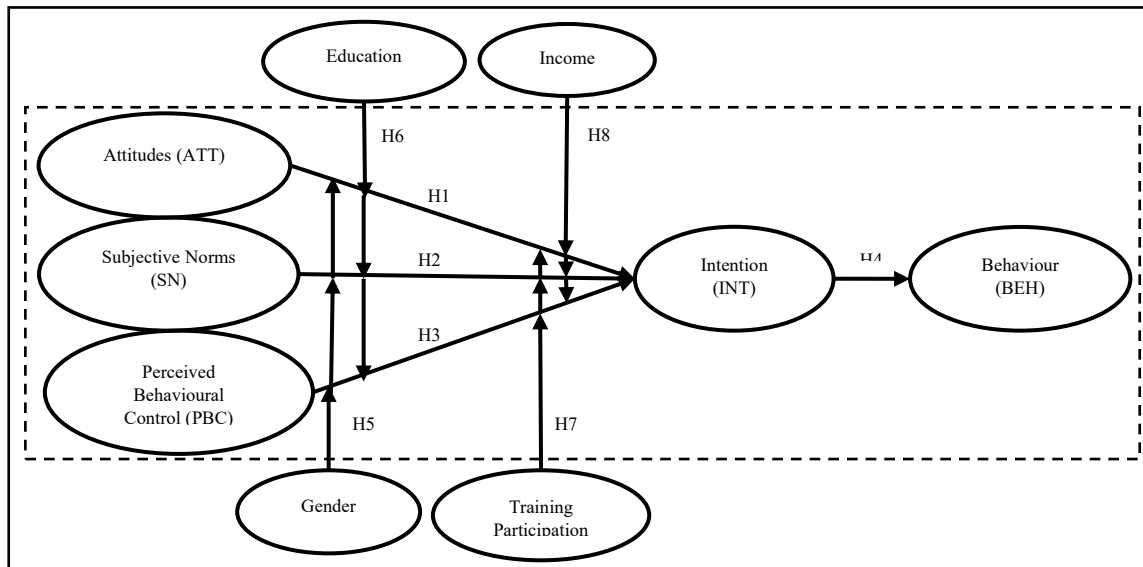 Education
Income
H6
H8
Attitudes (ATT)
H1
Subjective Norms
(SN)
H2
Intention
(INT)
H4
Behaviour
(BEH)
H3
Perceived
Behavioural
Control (PBC)
H5
H7
Gender
Training
Participation